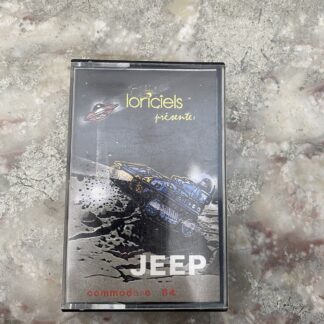 loriciels
présente:
JEEP
commodore 64